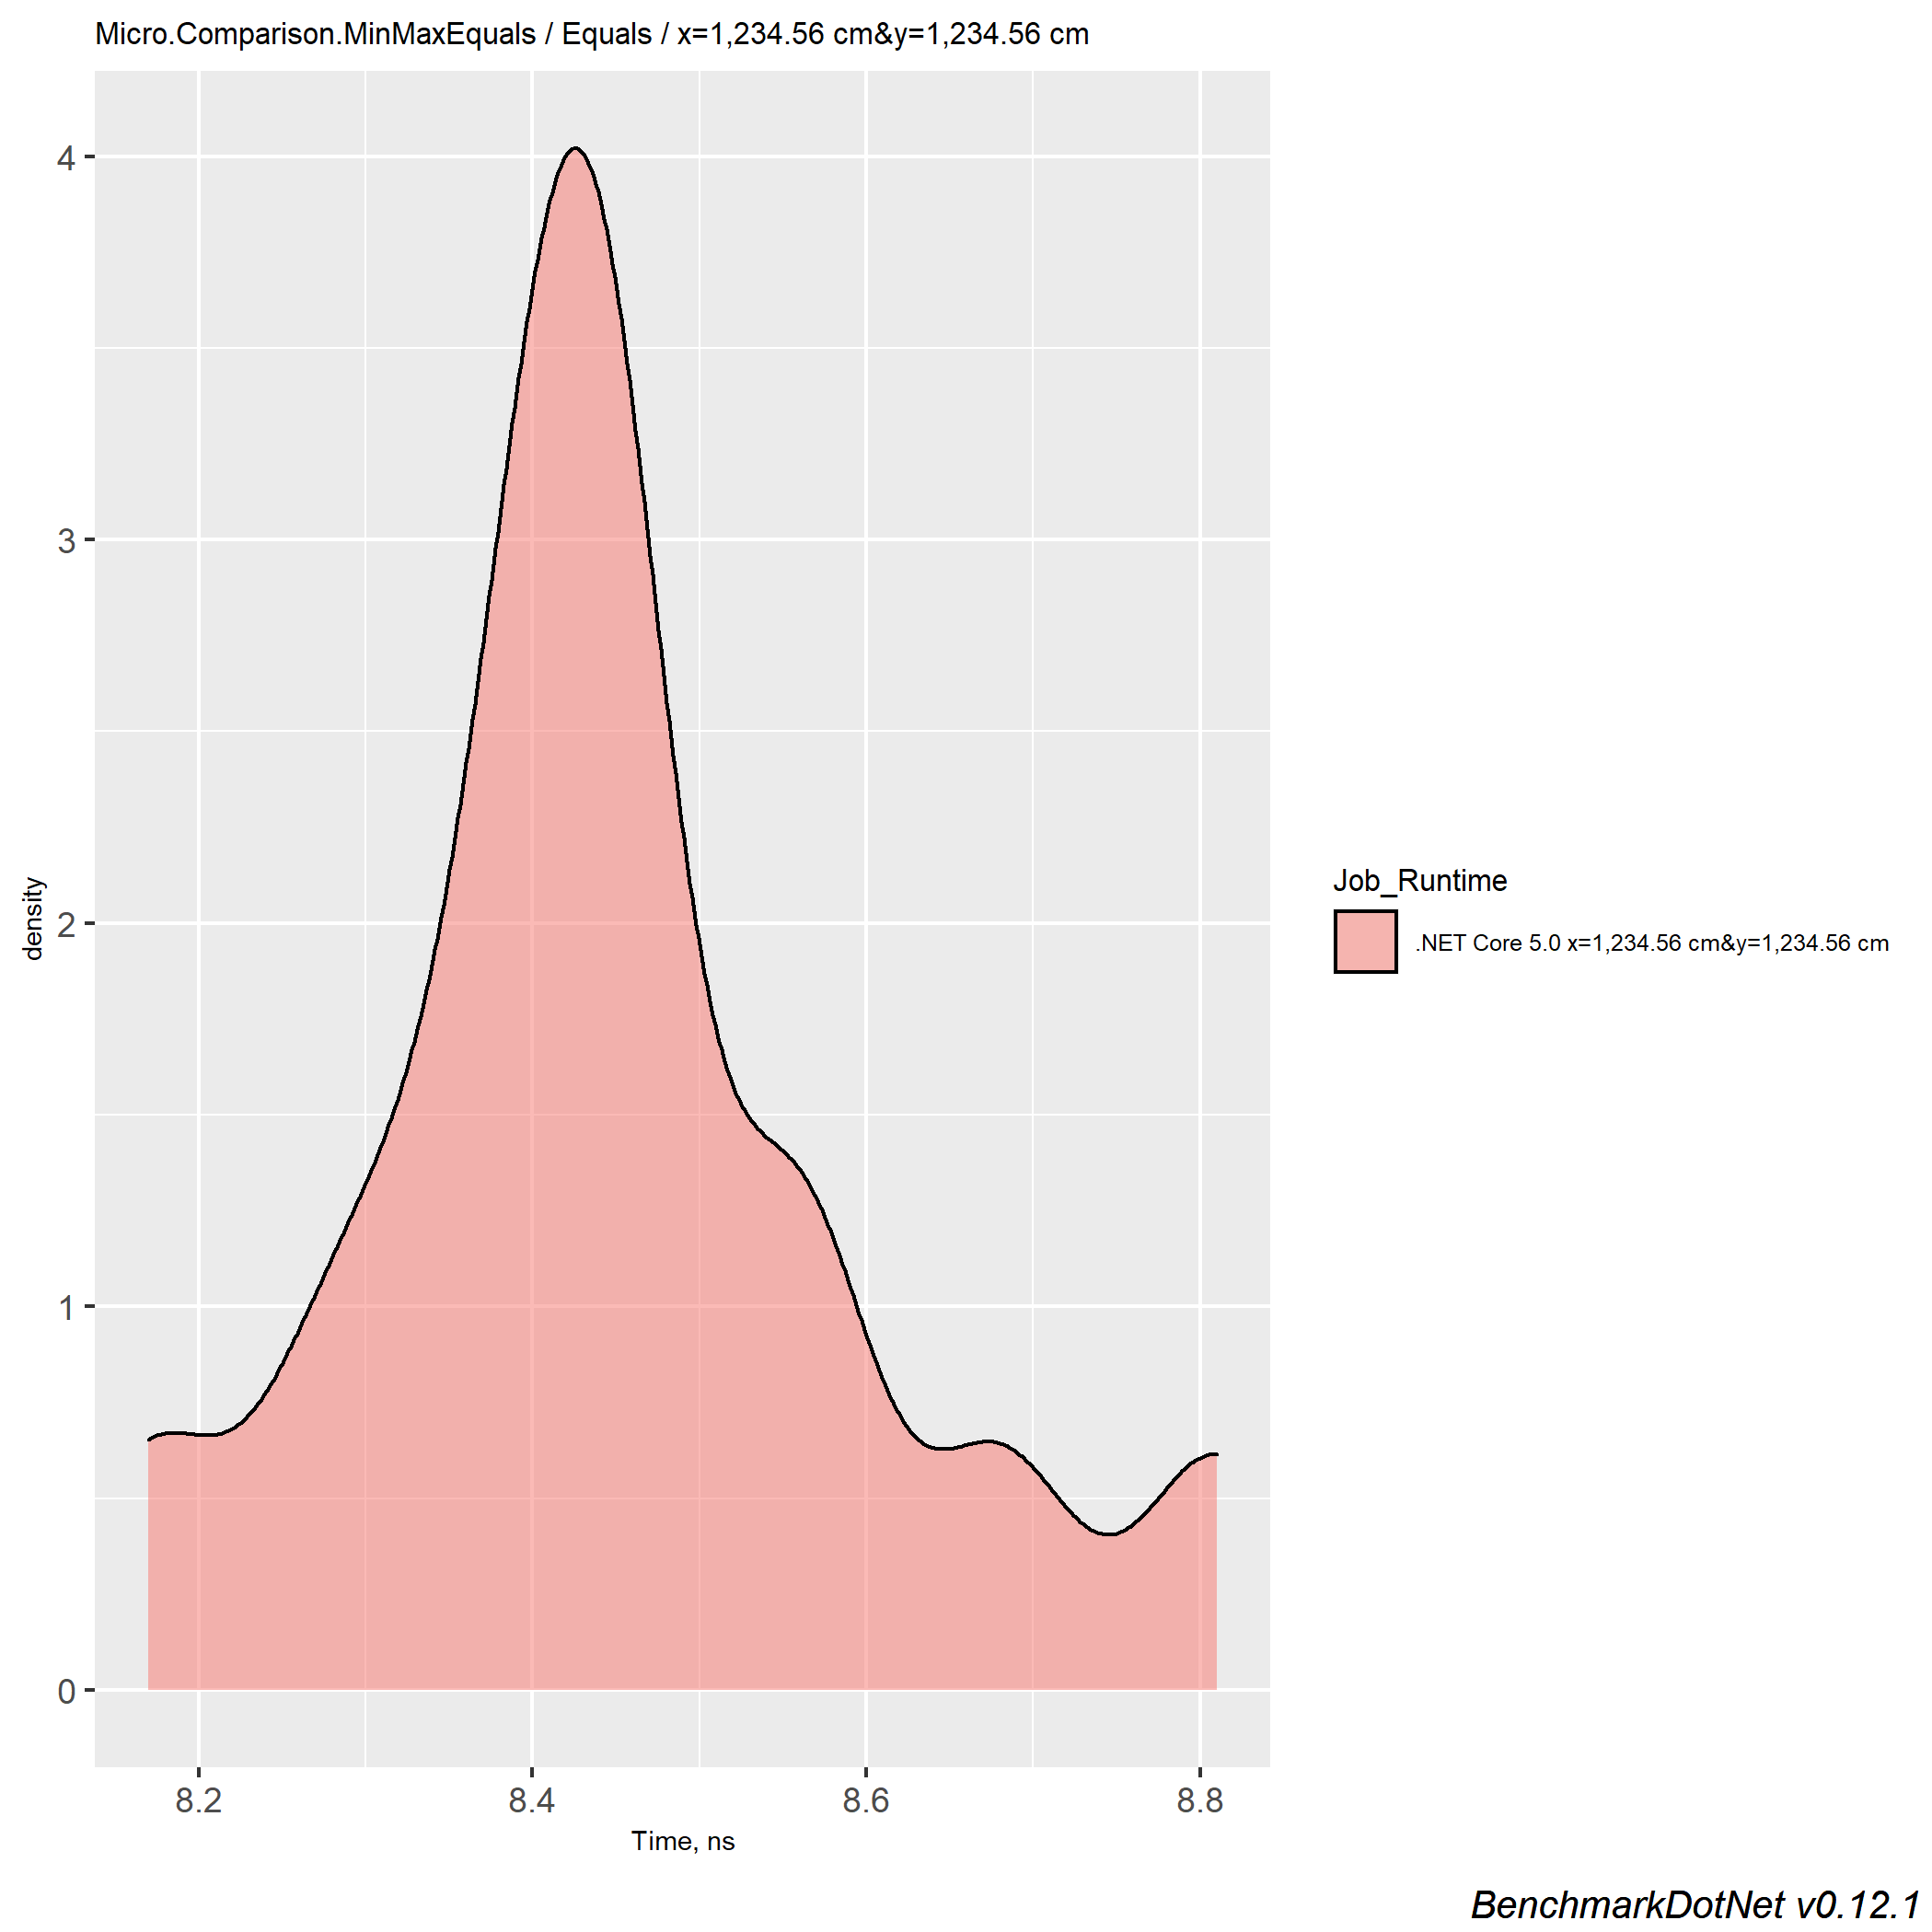 Micro.Comparison.MinMaxEquals / Equals / x=1,234.56 cm&y=1,234.56 cm
4
3
2
1
0
density
8.2
8.4
8.6
8.8
Time, ns
Job_Runtime
.NET Core 5.0 x=1,234.56 cm&y=1,234.56 cm
BenchmarkDotNet v0.12.1